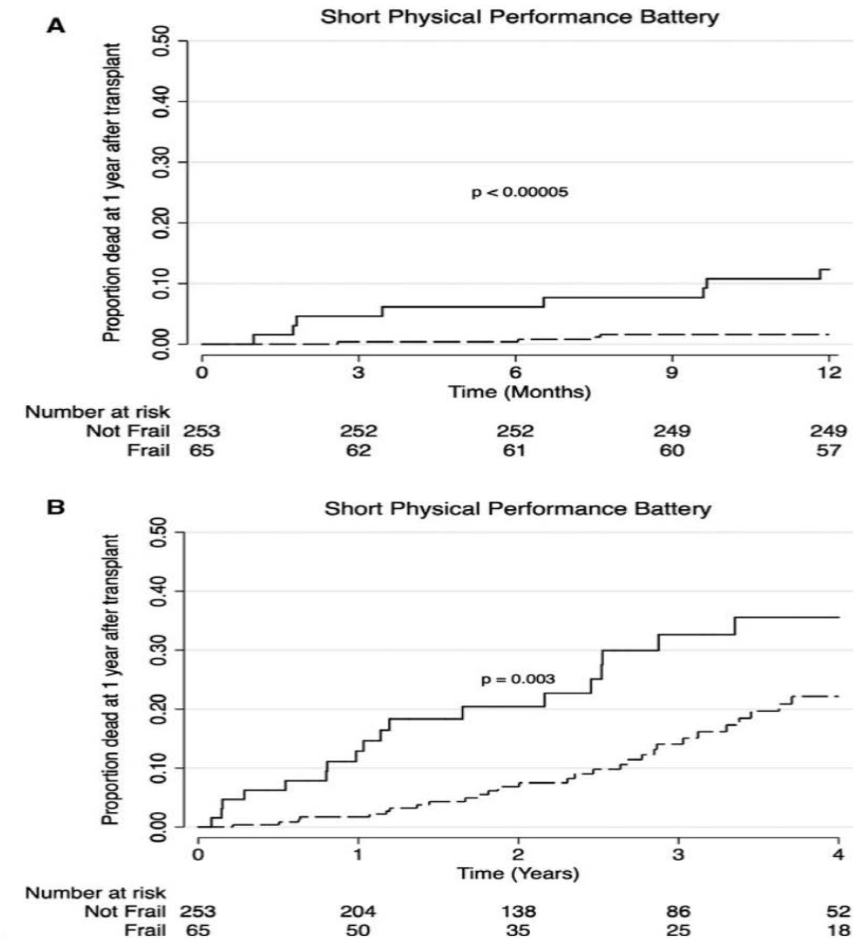 A
Short Physical Performance Battery
Proportion dead at 1 year after transplant
0.50
0.40
0.30
0.20
0.10
0.00
p < 0.00005
0 3 6 9 12
Time (Months)
Number at risk
Not Frail 253 252 252 249 249
Frail 65 62 61 60 57
B
Short Physical Performance Battery
Proportion dead at 1 year after transplant
0.50
0.40
0.30
0.20
0.10
0.00
p = 0.003
0 1 2 3 4
Time (Years)
Number at risk
Not Frail 253 204 138 86 52
Frail 65 50 35 25 18